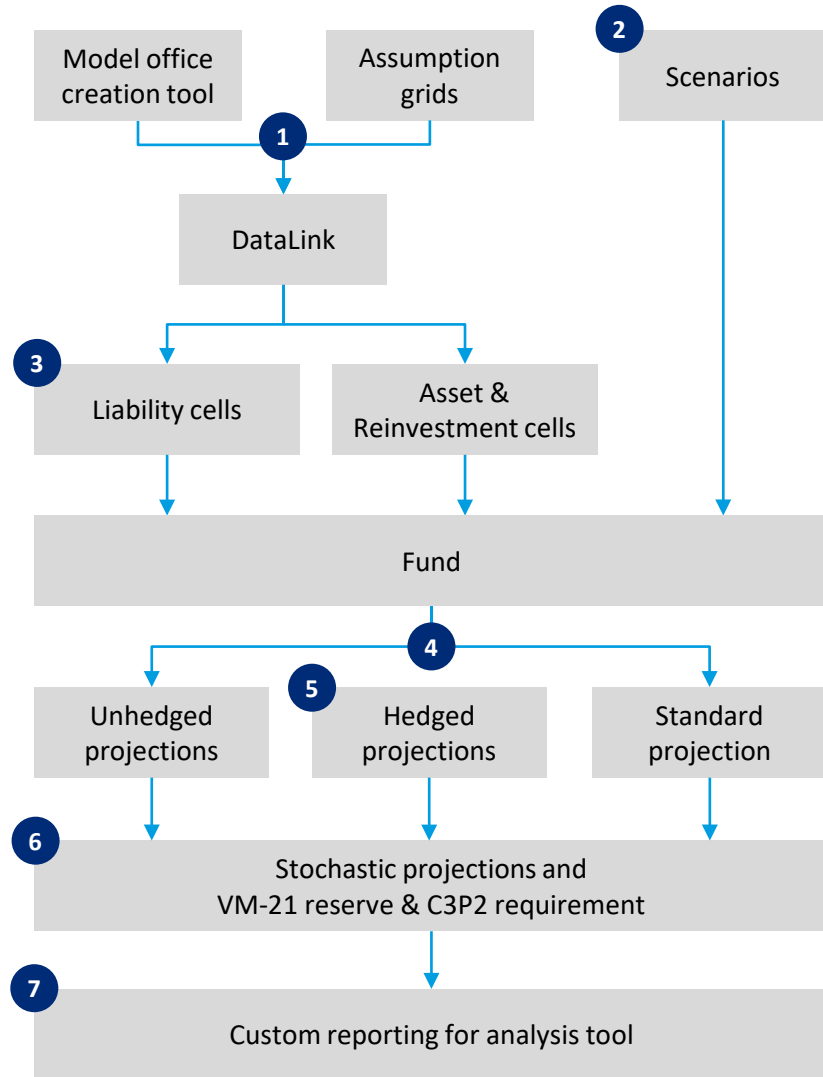 Model office
creation tool
Assumption
grids
2
Scenarios
1
DataLink
3
Liability cells
Asset &
Reinvestment cells
Fund
4
Unhedged
projections
5
Hedged
projections
Standard
projection
6
Stochastic projections and
VM-21 reserve & C3P2 requirement
7
Custom reporting for analysis tool